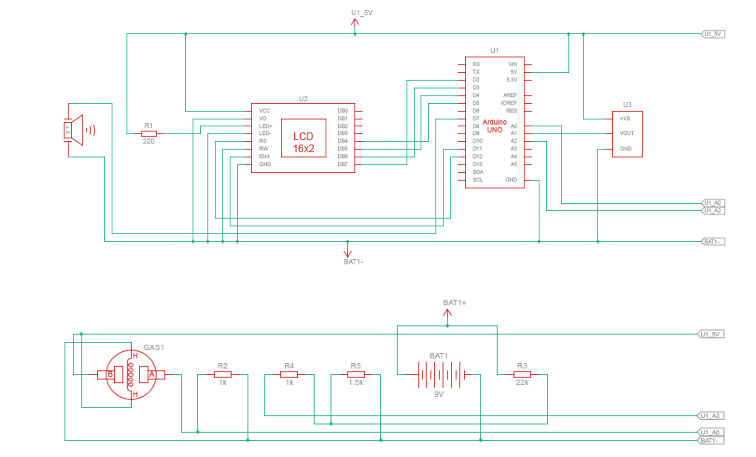 U1_5V
U1_5V
U1
RX
TX
D2
D3
D4
D5
D6
D7
D8
D9
D10
D11
D12
D13
SDA
SCL
Arduino
UNO
VIN
5V
3.3V
AREF
IOREF
RES
A0
A1
A2
A3
A4
A5
GND
U3
+VS
VOUT
GND
R1
220
U2
VCC
VO
LED+
LED-
RS
RW
ENA
GND
LCD
16x2
DB0
DB1
DB2
DB3
DB4
DB5
DB6
DB7
U1_A0
U1_A2
BAT1-
BAT1-
BAT1+
U1_5V
GAS1
H
B
A
H
R2
1k
R4
1k
R5
1.5k
BAT1
9V
R3
22k
U1_A2
U1_A0
BAT1-